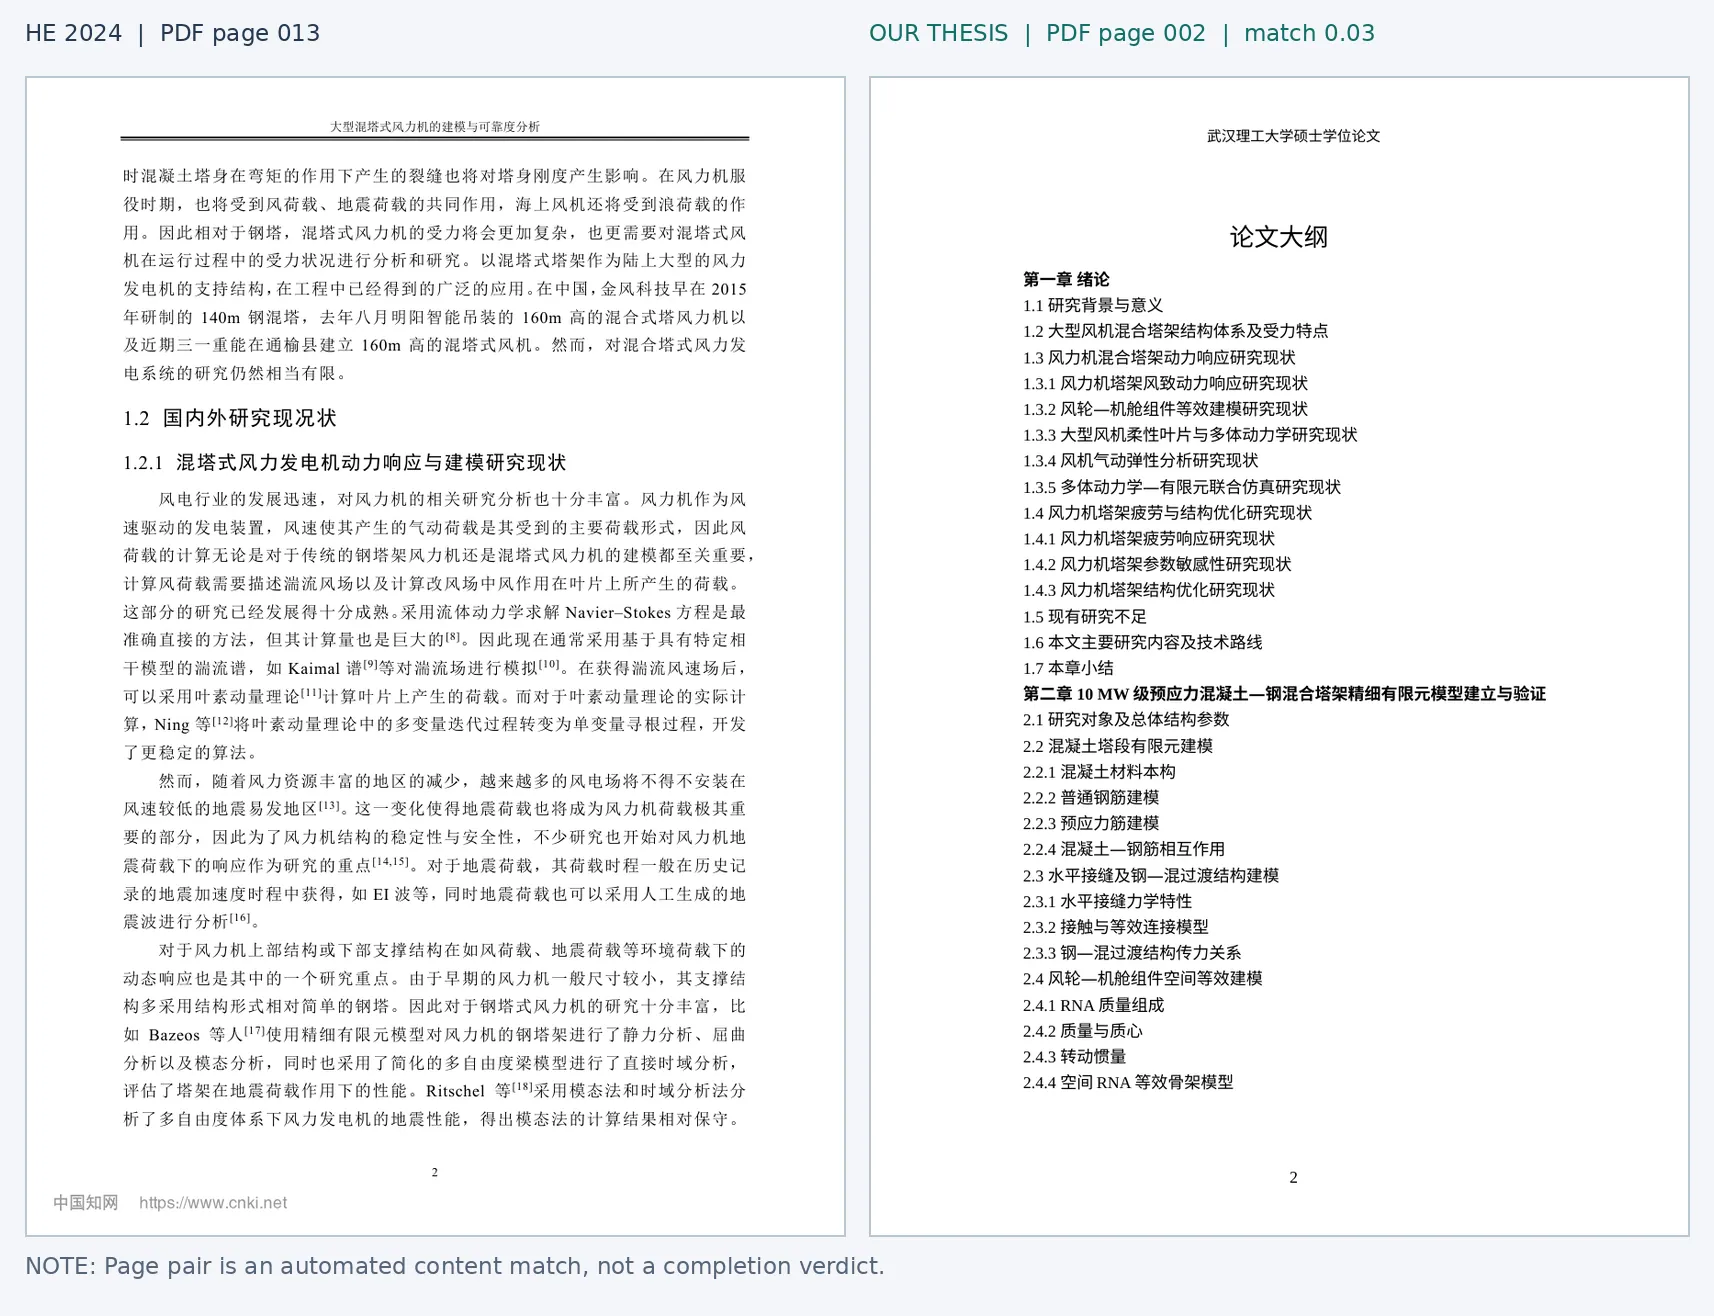 HE 2024 | PDF page 013
大型混塔式风力机的建模与可靠度分析
时混凝土塔身在弯矩的作用下产生的裂缝也将对塔身刚度产生影响。在风力机服
役时期，也将受到风荷载、地震荷载的共同作用，海上风机还将受到浪荷载的作
用。因此相对于钢塔，混塔式风力机的受力将会更加复杂，也更需要对混塔式风
机在运行过程中的受力状况进行分析和研究。以混塔式塔架作为陆上大型的风力
发电机的支持结构，在工程中已经得到的广泛的应用。在中国，金风科技早在 2015
年研制的 140m 钢混塔，去年八月明阳智能吊装的 160m 高的混合式塔风力机以
及近期三一重能在通榆县建立 160m 高的混塔式风机。然而，对混合塔式风力发
电系统的研究仍然相当有限。
1.2 国内外研究现况状
1.2.1 混塔式风力发电机动力响应与建模研究现状
风电行业的发展迅速，对风力机的相关研究分析也十分丰富。风力机作为风
速驱动的发电装置，风速使其产生的气动荷载是其受到的主要荷载形式，因此风
荷载的计算无论是对于传统的钢塔架风力机还是混塔式风力机的建模都至关重要，
计算风荷载需要描述湍流风场以及计算改风场中风作用在叶片上所产生的荷载。
这部分的研究已经发展得十分成熟。采用流体动力学求解 Navier–Stokes 方程是最
准确直接的方法，但其计算量也是巨大的[8]。因此现在通常采用基于具有特定相
干模型的湍流谱，如 Kaimal 谱[9]等对湍流场进行模拟[10]。在获得湍流风速场后，
可以采用叶素动量理论[11]计算叶片上产生的荷载。而对于叶素动量理论的实际计
算，Ning 等[12]将叶素动量理论中的多变量迭代过程转变为单变量寻根过程，开发
了更稳定的算法。
然而，随着风力资源丰富的地区的减少，越来越多的风电场将不得不安装在
风速较低的地震易发地区[13]。这一变化使得地震荷载也将成为风力机荷载极其重
要的部分，因此为了风力机结构的稳定性与安全性，不少研究也开始对风力机地
震荷载下的响应作为研究的重点[14,15]。对于地震荷载，其荷载时程一般在历史记
录的地震加速度时程中获得，如 EI 波等，同时地震荷载也可以采用人工生成的地
震波进行分析[16]。
对于风力机上部结构或下部支撑结构在如风荷载、地震荷载等环境荷载下的
动态响应也是其中的一个研究重点。由于早期的风力机一般尺寸较小，其支撑结
构多采用结构形式相对简单的钢塔。因此对于钢塔式风力机的研究十分丰富，比
如 Bazeos 等人[17]使用精细有限元模型对风力机的钢塔架进行了静力分析、屈曲
分析以及模态分析，同时也采用了简化的多自由度梁模型进行了直接时域分析，
评估了塔架在地震荷载作用下的性能。Ritschel 等[18]采用模态法和时域分析法分
析了多自由度体系下风力发电机的地震性能，得出模态法的计算结果相对保守。
2
中国知网 https://www.cnki.net
OUR THESIS | PDF page 002 | match 0.03
武汉理工大学硕士学位论文
论文大纲
第一章 绪论
1.1 研究背景与意义
1.2 大型风机混合塔架结构体系及受力特点
1.3 风力机混合塔架动力响应研究现状
1.3.1 风力机塔架风致动力响应研究现状
1.3.2 风轮—机舱组件等效建模研究现状
1.3.3 大型风机柔性叶片与多体动力学研究现状
1.3.4 风机气动弹性分析研究现状
1.3.5 多体动力学—有限元联合仿真研究现状
1.4 风力机塔架疲劳与结构优化研究现状
1.4.1 风力机塔架疲劳响应研究现状
1.4.2 风力机塔架参数敏感性研究现状
1.4.3 风力机塔架结构优化研究现状
1.5 现有研究不足
1.6 本文主要研究内容及技术路线
1.7 本章小结
第二章 10 MW 级预应力混凝土—钢混合塔架精细有限元模型建立与验证
2.1 研究对象及总体结构参数
2.2 混凝土塔段有限元建模
2.2.1 混凝土材料本构
2.2.2 普通钢筋建模
2.2.3 预应力筋建模
2.2.4 混凝土—钢筋相互作用
2.3 水平接缝及钢—混过渡结构建模
2.3.1 水平接缝力学特性
2.3.2 接触与等效连接模型
2.3.3 钢—混过渡结构传力关系
2.4 风轮—机舱组件空间等效建模
2.4.1 RNA 质量组成
2.4.2 质量与质心
2.4.3 转动惯量
2.4.4 空间 RNA 等效骨架模型
2
NOTE: Page pair is an automated content match, not a completion verdict.